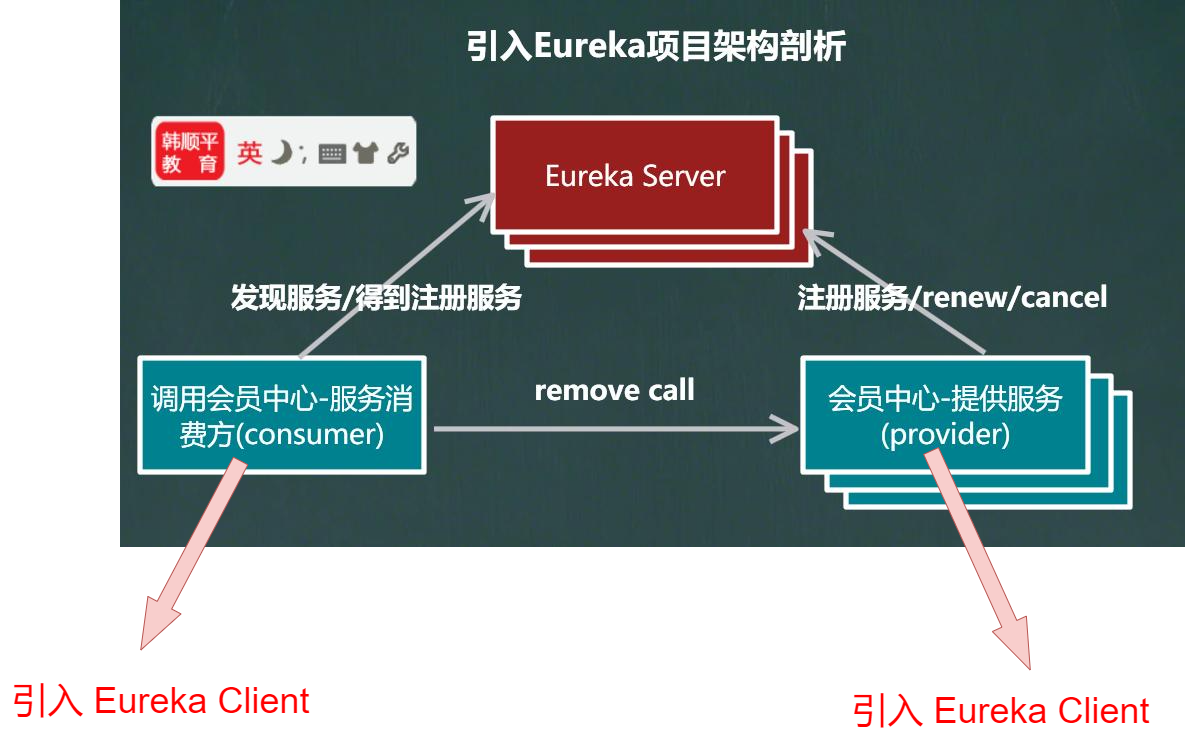 引入Eureka项目架构剖析
韩顺平
教 育
英
;
Eureka Server
发现服务/得到注册服务
注册服务/renew/cancel
调用会员中心-服务消
费方(consumer)
remove call
会员中心-提供服务
(provider)
引入 Eureka Client
引入 Eureka Client